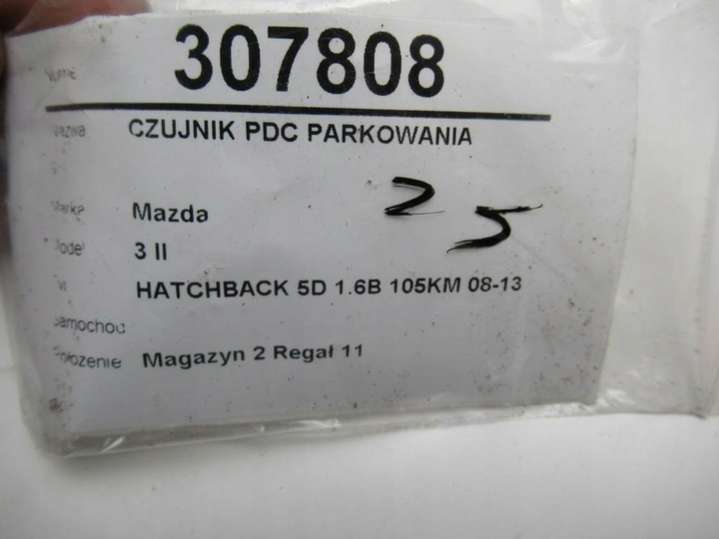 307808
CZUJNIK PDC PARKOWANIA
25
Mazda
3 II
HATCHBACK 5D 1.6B 105KM 08-13
Magazyn 2 Regał 11